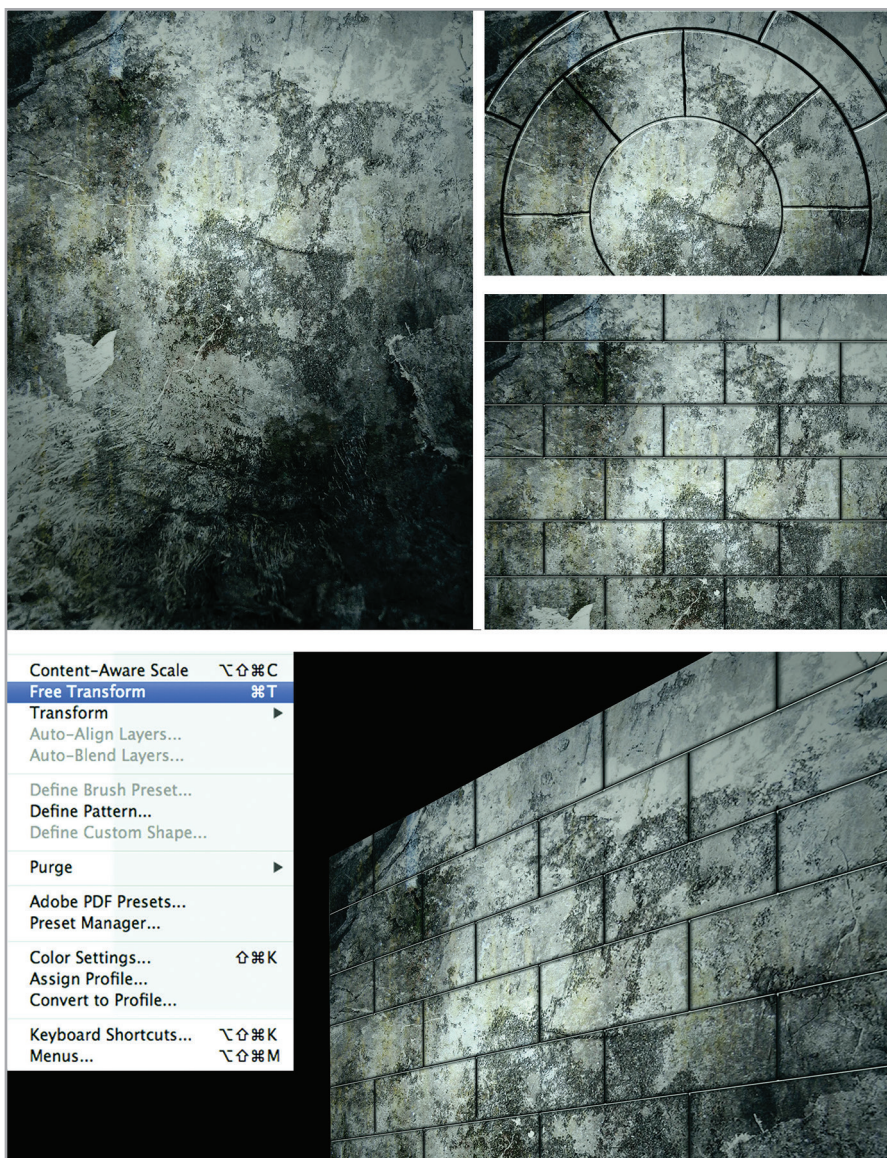 Content-Aware Scale ⌥⇧⌘C
Free Transform ⌘T
Transform ▶
Auto-Align Layers...
Auto-Blend Layers...
Define Brush Preset...
Define Pattern...
Define Custom Shape...
Purge ▶
Adobe PDF Presets...
Preset Manager...
Color Settings... ⇧⌘K
Assign Profile...
Convert to Profile...
Keyboard Shortcuts... ⌥⇧⌘K
Menus... ⌥⇧⌘M